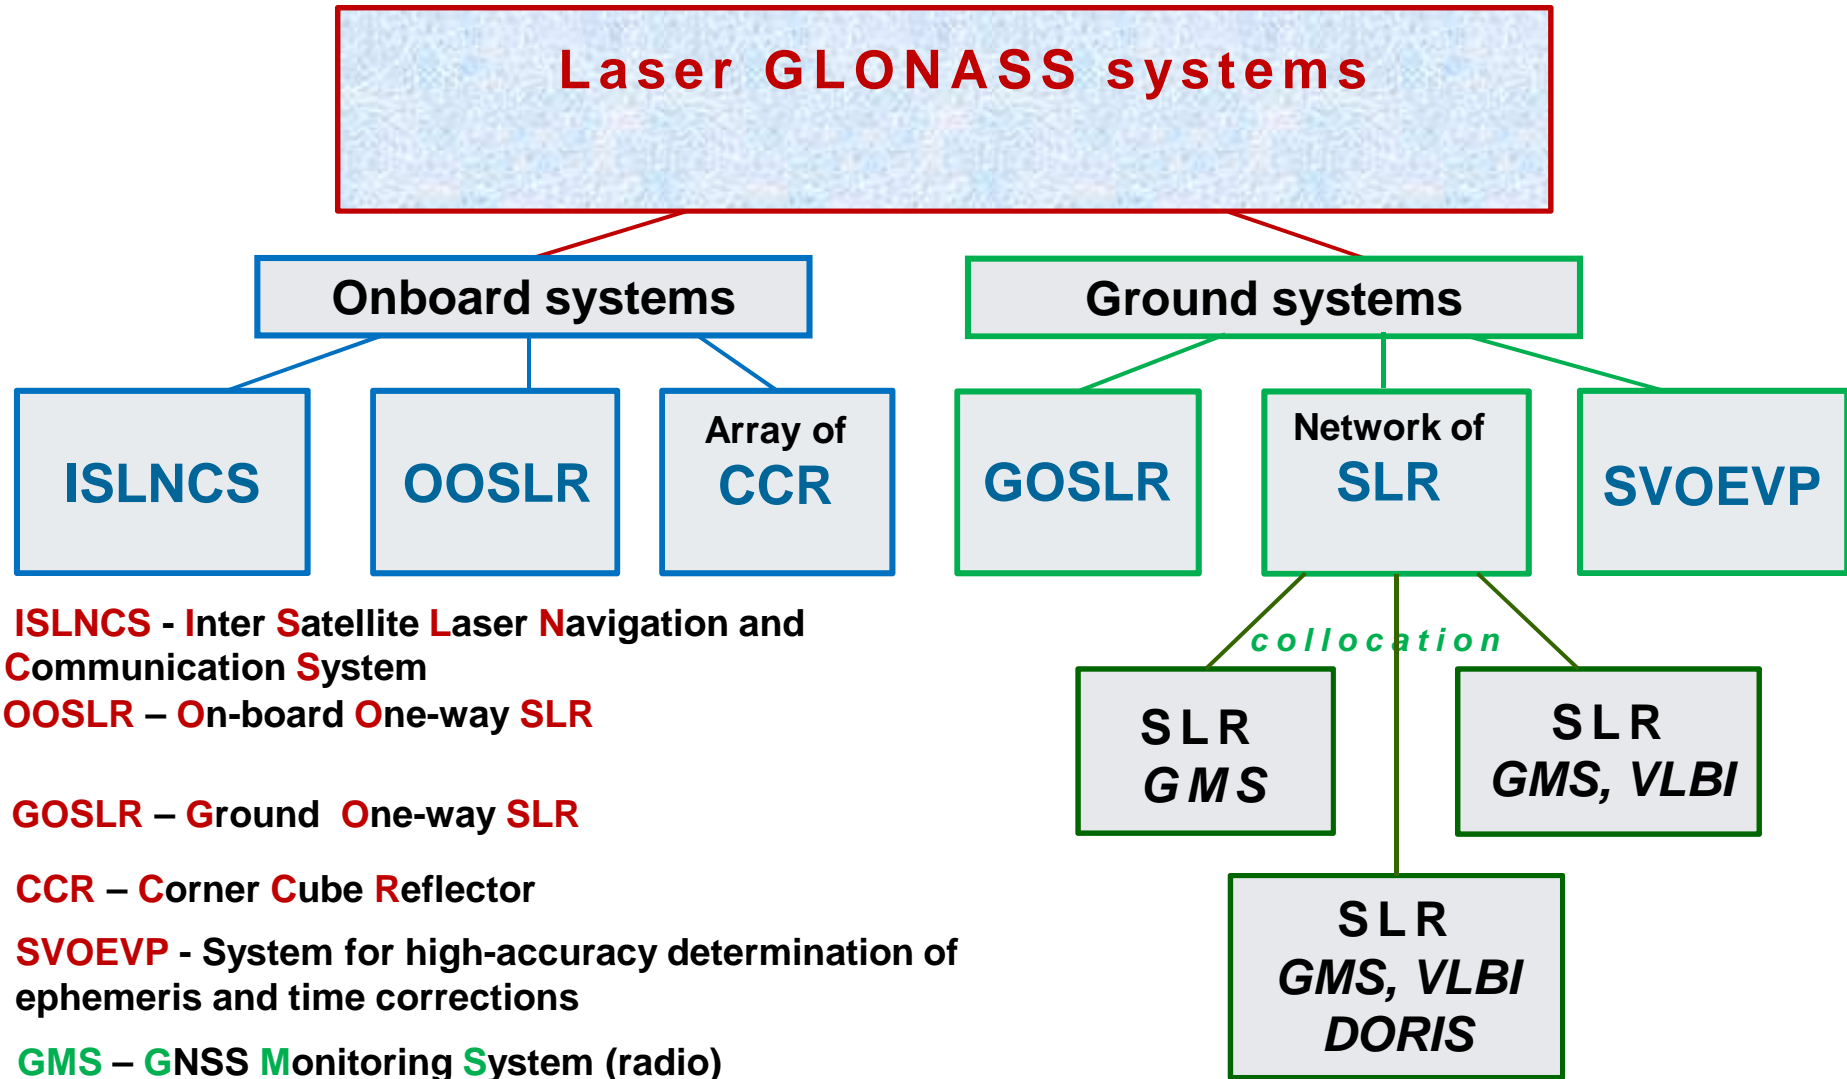 Laser GLONASS systems
Onboard systems
Ground systems
ISLNCS
OOSLR
Array of
CCR
GOSLR
Network of
SLR
SVOEVP
ISLNCS - Inter Satellite Laser Navigation and
Communication System
OOSLR – On-board One-way SLR
GOSLR – Ground One-way SLR
CCR – Corner Cube Reflector
SVOEVP - System for high-accuracy determination of
ephemeris and time corrections
GMS – GNSS Monitoring System (radio)
collocation
SLR
GMS
SLR
GMS, VLBI
SLR
GMS, VLBI
DORIS